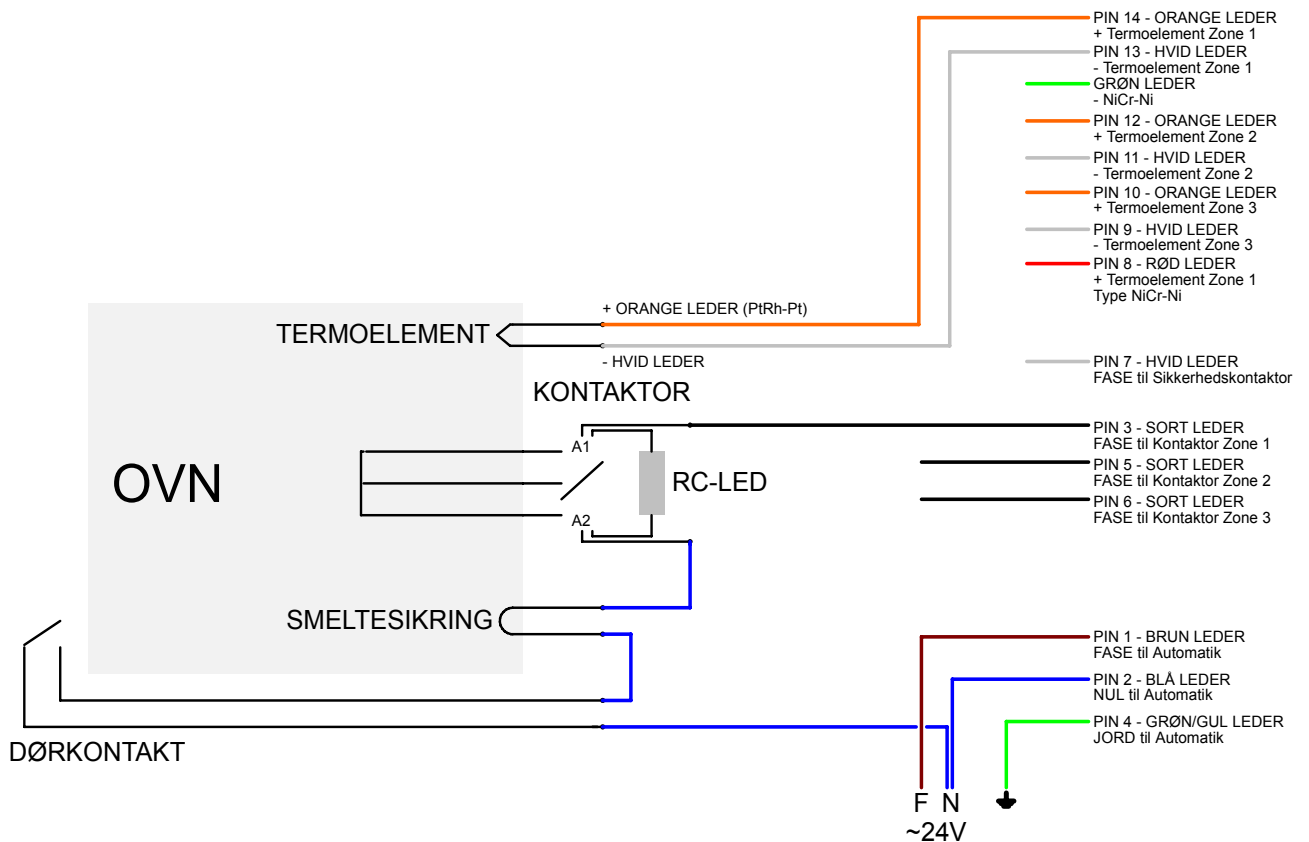 PIN 14 - ORANGE LEDER
+ Termoelement Zone 1
PIN 13 - HVID LEDER
- Termoelement Zone 1
GRØN LEDER
- NiCr-Ni
PIN 12 - ORANGE LEDER
+ Termoelement Zone 2
PIN 11 - HVID LEDER
- Termoelement Zone 2
PIN 10 - ORANGE LEDER
+ Termoelement Zone 3
PIN 9 - HVID LEDER
- Termoelement Zone 3
PIN 8 - RØD LEDER
+ Termoelement Zone 1
Type NiCr-Ni
+ ORANGE LEDER (PtRh-Pt)
TERMOELEMENT
- HVID LEDER
PIN 7 - HVID LEDER
FASE til Sikkerhedskontaktor
KONTAKTOR
PIN 3 - SORT LEDER
FASE til Kontaktor Zone 1
A1
OVN
RC-LED
PIN 5 - SORT LEDER
FASE til Kontaktor Zone 2
A2
PIN 6 - SORT LEDER
FASE til Kontaktor Zone 3
SMELTESIKRING
PIN 1 - BRUN LEDER
FASE til Automatik
PIN 2 - BLÅ LEDER
NUL til Automatik
PIN 4 - GRØN/GUL LEDER
JORD til Automatik
DØRKONTAKT
F N
~24V